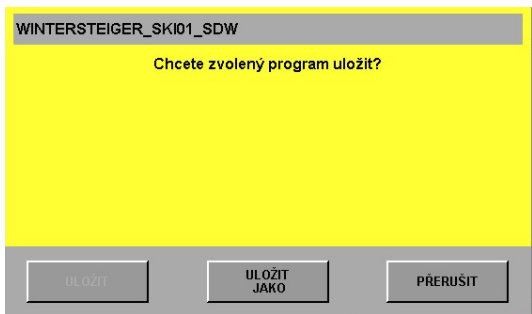 WINTERSTEIGER_SKI01_SDW
Chcete zvolený program uložit?
ULOŽIT
ULOŽIT
JAKO
PŘERUŠIT